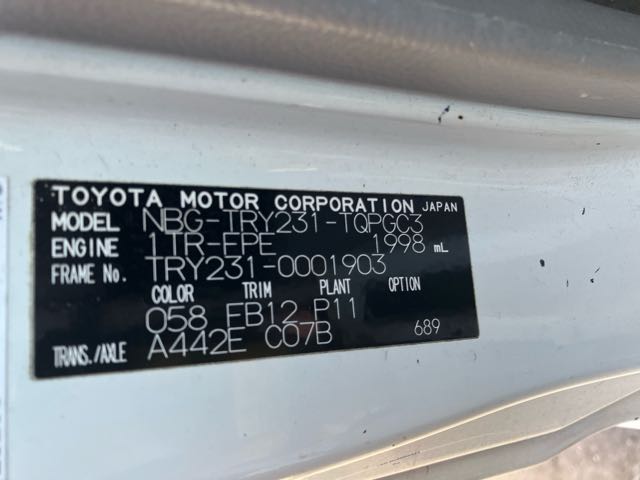 TOYOTA MOTOR CORPORATION JAPAN
MODEL NBG-TRY231-TQPGC3
ENGINE 1TR-EPE 1998 mL
FRAME No. TRY231-0001903
COLOR TRIM PLANT OPTION
058 FB12 P11
TRANS./AXLE A442E C07B 689